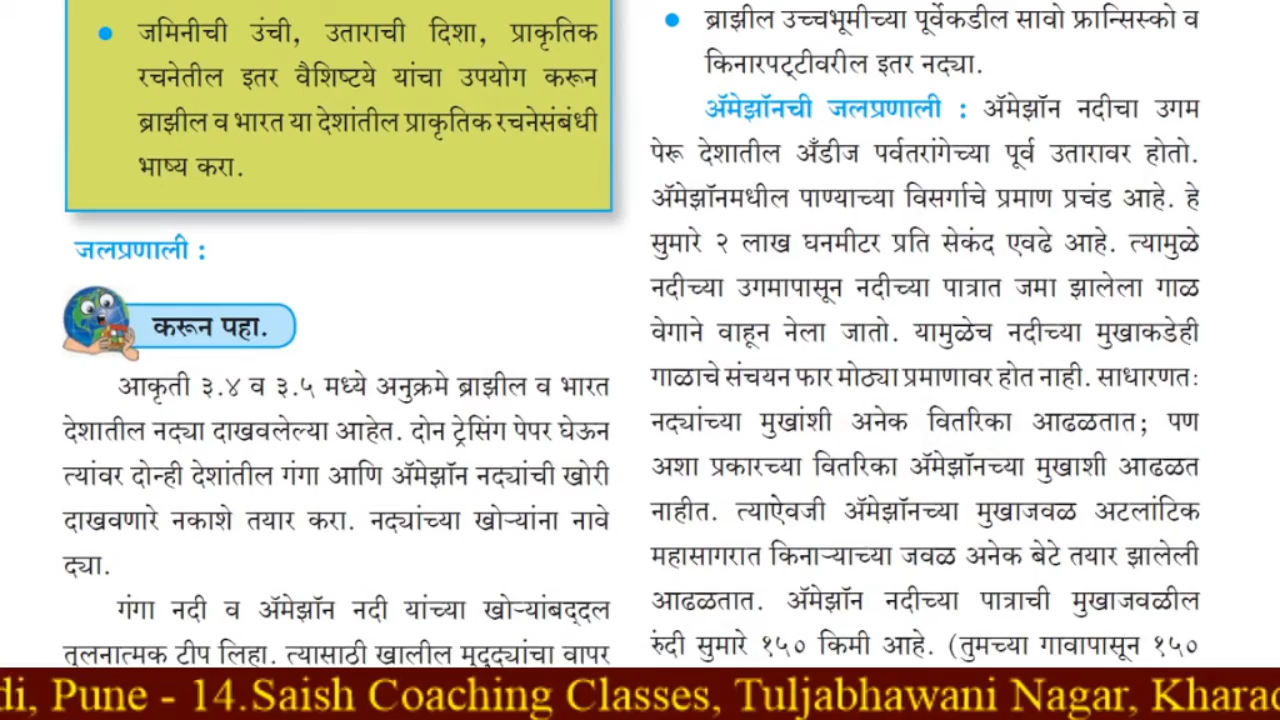 जमिनीची उंची, उताराची दिशा, प्राकृतिक
रचनेतील इतर वैशिष्ट्ये यांचा उपयोग करून
ब्राझील व भारत या देशांतील प्राकृतिक रचनेसंबंधी
भाष्य करा.
जलप्रणाली :
करून पहा.
आकृती ३.४ व ३.५ मध्ये अनुक्रमे ब्राझील व भारत
देशातील नद्या दाखवलेल्या आहेत. दोन ट्रेसिंग पेपर घेऊन
त्यांवर दोन्ही देशांतील गंगा आणि ॲमेझॉन नद्यांची खोरी
दाखवणारे नकाशे तयार करा. नद्यांच्या खोऱ्यांना नावे
द्या.
गंगा नदी व ॲमेझॉन नदी यांच्या खोऱ्यांबद्दल
तुलनात्मक टीप लिहा. त्यासाठी खालील मुद्द्यांचा वापर
ब्राझील उच्चभूमीच्या पूर्वेकडील सावो फ्रान्सिस्को व
किनारपट्टीवरील इतर नद्या.
ॲमेझॉनची जलप्रणाली : ॲमेझॉन नदीचा उगम
पेरू देशातील अँडीज पर्वतरांगेच्या पूर्व उतारावर होतो.
ॲमेझॉनमधील पाण्याच्या विसर्गाचे प्रमाण प्रचंड आहे. हे
सुमारे २ लाख घनमीटर प्रति सेकंद एवढे आहे. त्यामुळे
नदीच्या उगमापासून नदीच्या पात्रात जमा झालेला गाळ
वेगाने वाहून नेला जातो. यामुळेच नदीच्या मुखाकडेही
गाळाचे संचयन फार मोठ्या प्रमाणावर होत नाही. साधारणतः
नद्यांच्या मुखांशी अनेक वितरिका आढळतात; पण
अशा प्रकारच्या वितरिका ॲमेझॉनच्या मुखाशी आढळत
नाहीत. त्याऐवजी ॲमेझॉनच्या मुखाजवळ अटलांटिक
महासागरात किनाऱ्याच्या जवळ अनेक बेटे तयार झालेली
आढळतात. ॲमेझॉन नदीच्या पात्राची मुखाजवळील
रुंदी सुमारे १५० किमी आहे. (तुमच्या गावापासून १५०
di, Pune - 14.Saish Coaching Classes, Tuljabhawani Nagar, Kharad